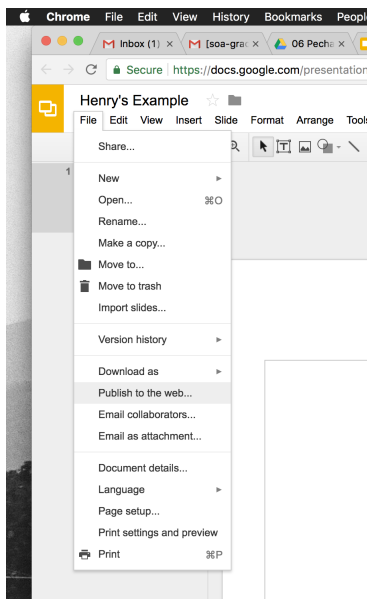 Chrome File Edit View History Bookmarks People
M Inbox (1) × M [soa-grad × 06 Pecha ×
Secure https://docs.google.com/presentation
Henry's Example
File Edit View Insert Slide Format Arrange Tools
Share...
1
New ►
Open... ⌘O
Rename...
Make a copy...
Move to...
Move to trash
Import slides...
Version history ►
Download as ►
Publish to the web...
Email collaborators...
Email as attachment...
Document details...
Language ►
Page setup...
Print settings and preview
Print ⌘P